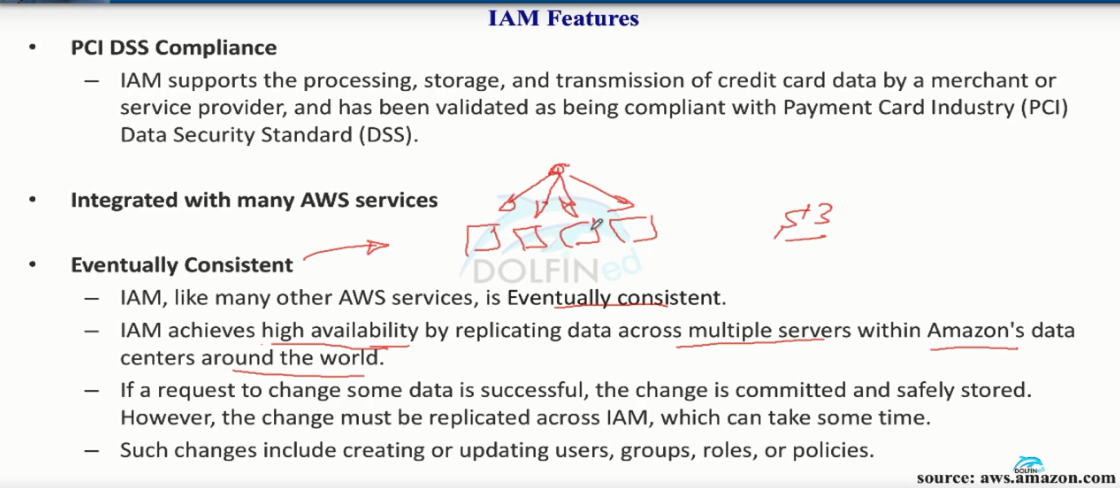 IAM Features
• PCI DSS Compliance
– IAM supports the processing, storage, and transmission of credit card data by a merchant or
service provider, and has been validated as being compliant with Payment Card Industry (PCI)
Data Security Standard (DSS).
• Integrated with many AWS services
S3
• Eventually Consistent
DOLFINed
– IAM, like many other AWS services, is Eventually consistent.
– IAM achieves high availability by replicating data across multiple servers within Amazon's data
centers around the world.
– If a request to change some data is successful, the change is committed and safely stored.
However, the change must be replicated across IAM, which can take some time.
– Such changes include creating or updating users, groups, roles, or policies.
DOLFINed
source: aws.amazon.com